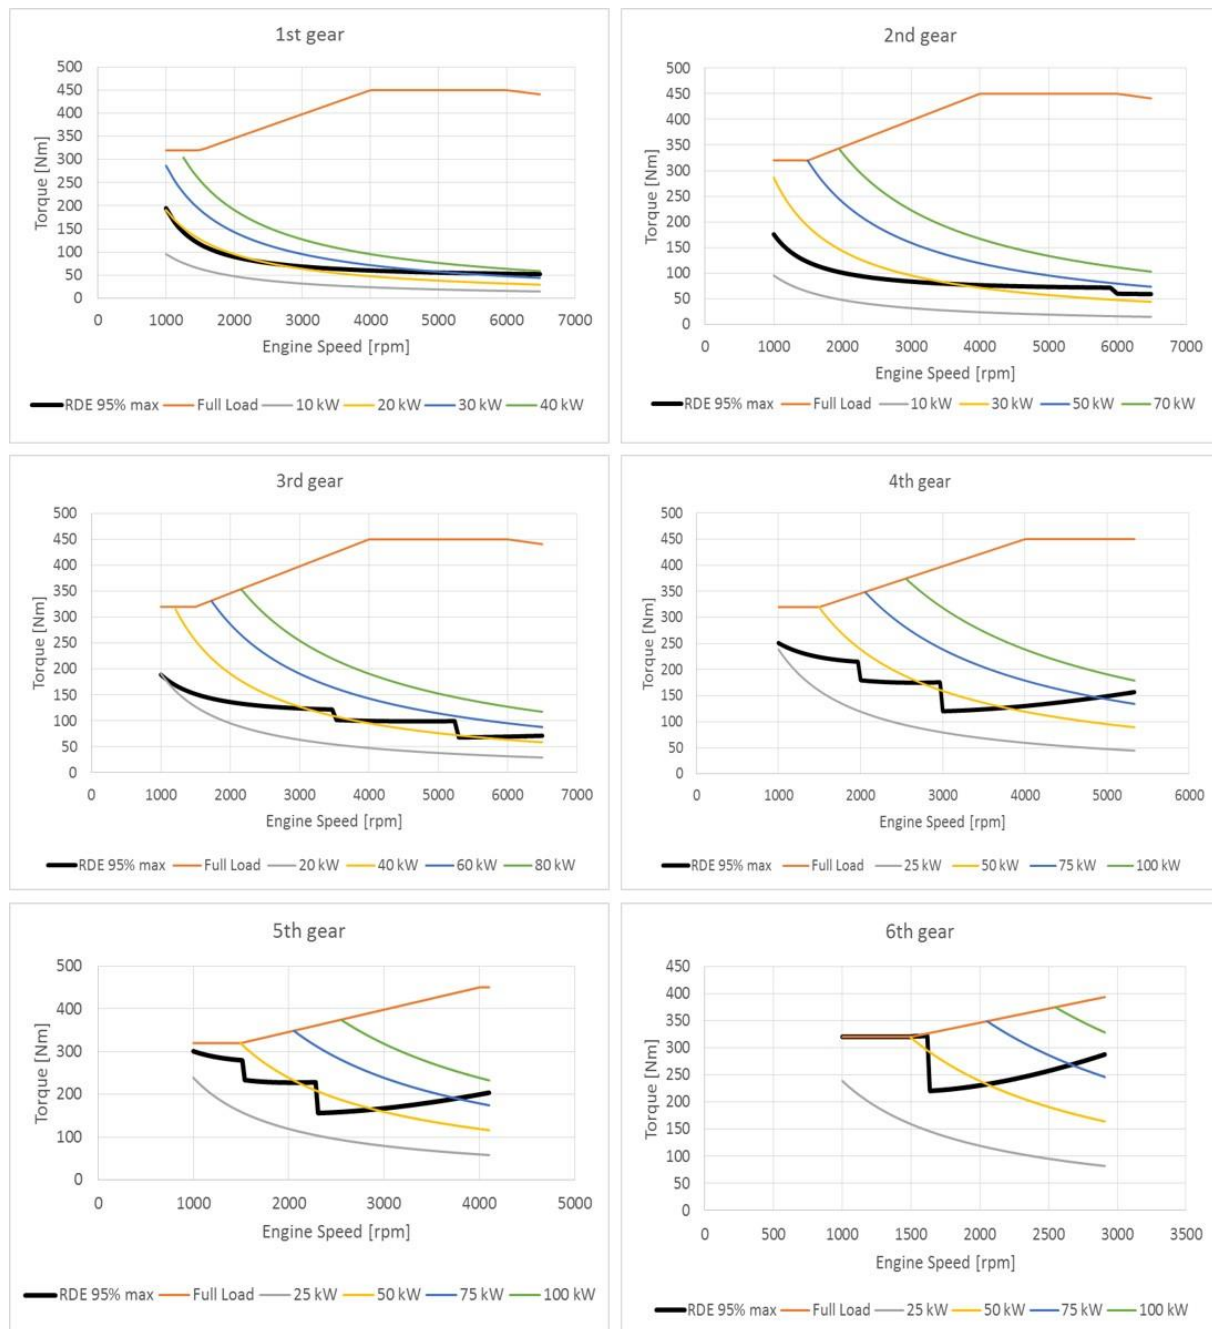 1st gear
500
450
400
350
300
250
200
150
100
50
0
Torque [Nm]
0 1000 2000 3000 4000 5000 6000 7000
Engine Speed [rpm]
RDE 95% max Full Load 10 kW 20 kW 30 kW 40 kW
2nd gear
500
450
400
350
300
250
200
150
100
50
0
Torque [Nm]
0 1000 2000 3000 4000 5000 6000 7000
Engine Speed [rpm]
RDE 95% max Full Load 10 kW 30 kW 50 kW 70 kW
3rd gear
500
450
400
350
300
250
200
150
100
50
0
Torque [Nm]
0 1000 2000 3000 4000 5000 6000 7000
Engine Speed [rpm]
RDE 95% max Full Load 20 kW 40 kW 60 kW 80 kW
4th gear
500
450
400
350
300
250
200
150
100
50
0
Torque [Nm]
0 1000 2000 3000 4000 5000 6000
Engine Speed [rpm]
RDE 95% max Full Load 25 kW 50 kW 75 kW 100 kW
5th gear
500
400
300
200
100
0
Torque [Nm]
0 1000 2000 3000 4000 5000
Engine Speed [rpm]
RDE 95% max Full Load 25 kW 50 kW 75 kW 100 kW
6th gear
450
400
350
300
250
200
150
100
50
0
Torque [Nm]
0 500 1000 1500 2000 2500 3000 3500
Engine Speed [rpm]
RDE 95% max Full Load 25 kW 50 kW 75 kW 100 kW